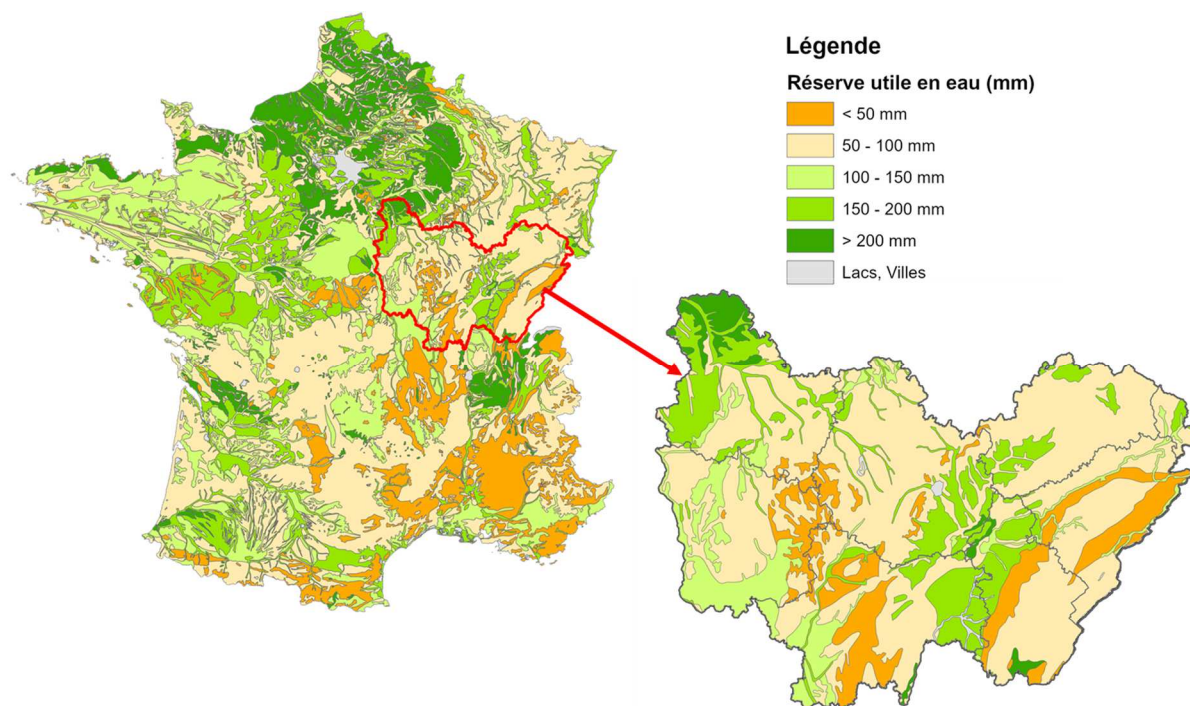 Légende
Réserve utile en eau (mm)
< 50 mm
50 - 100 mm
100 - 150 mm
150 - 200 mm
> 200 mm
Lacs, Villes